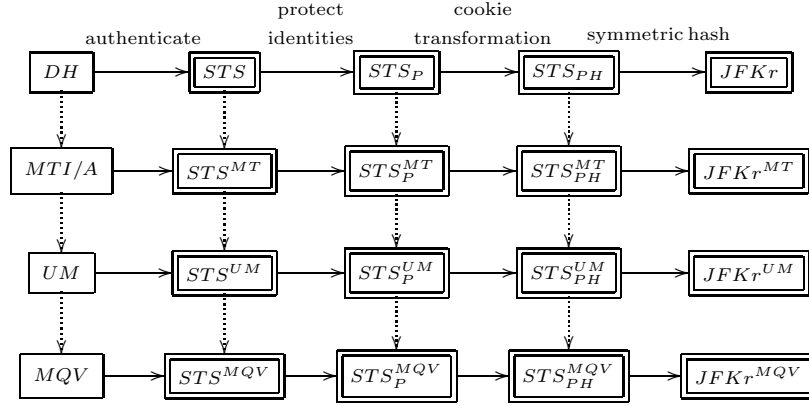 protect cookie
authenticate identities transformation symmetric hash
DH STS STS_P STS_PH JFKr
MTI/A STS^MT STS_P^MT STS_PH^MT JFKr^MT
UM STS^UM STS_P^UM STS_PH^UM JFKr^UM
MQV STS^MQV STS_P^MQV STS_PH^MQV JFKr^MQV